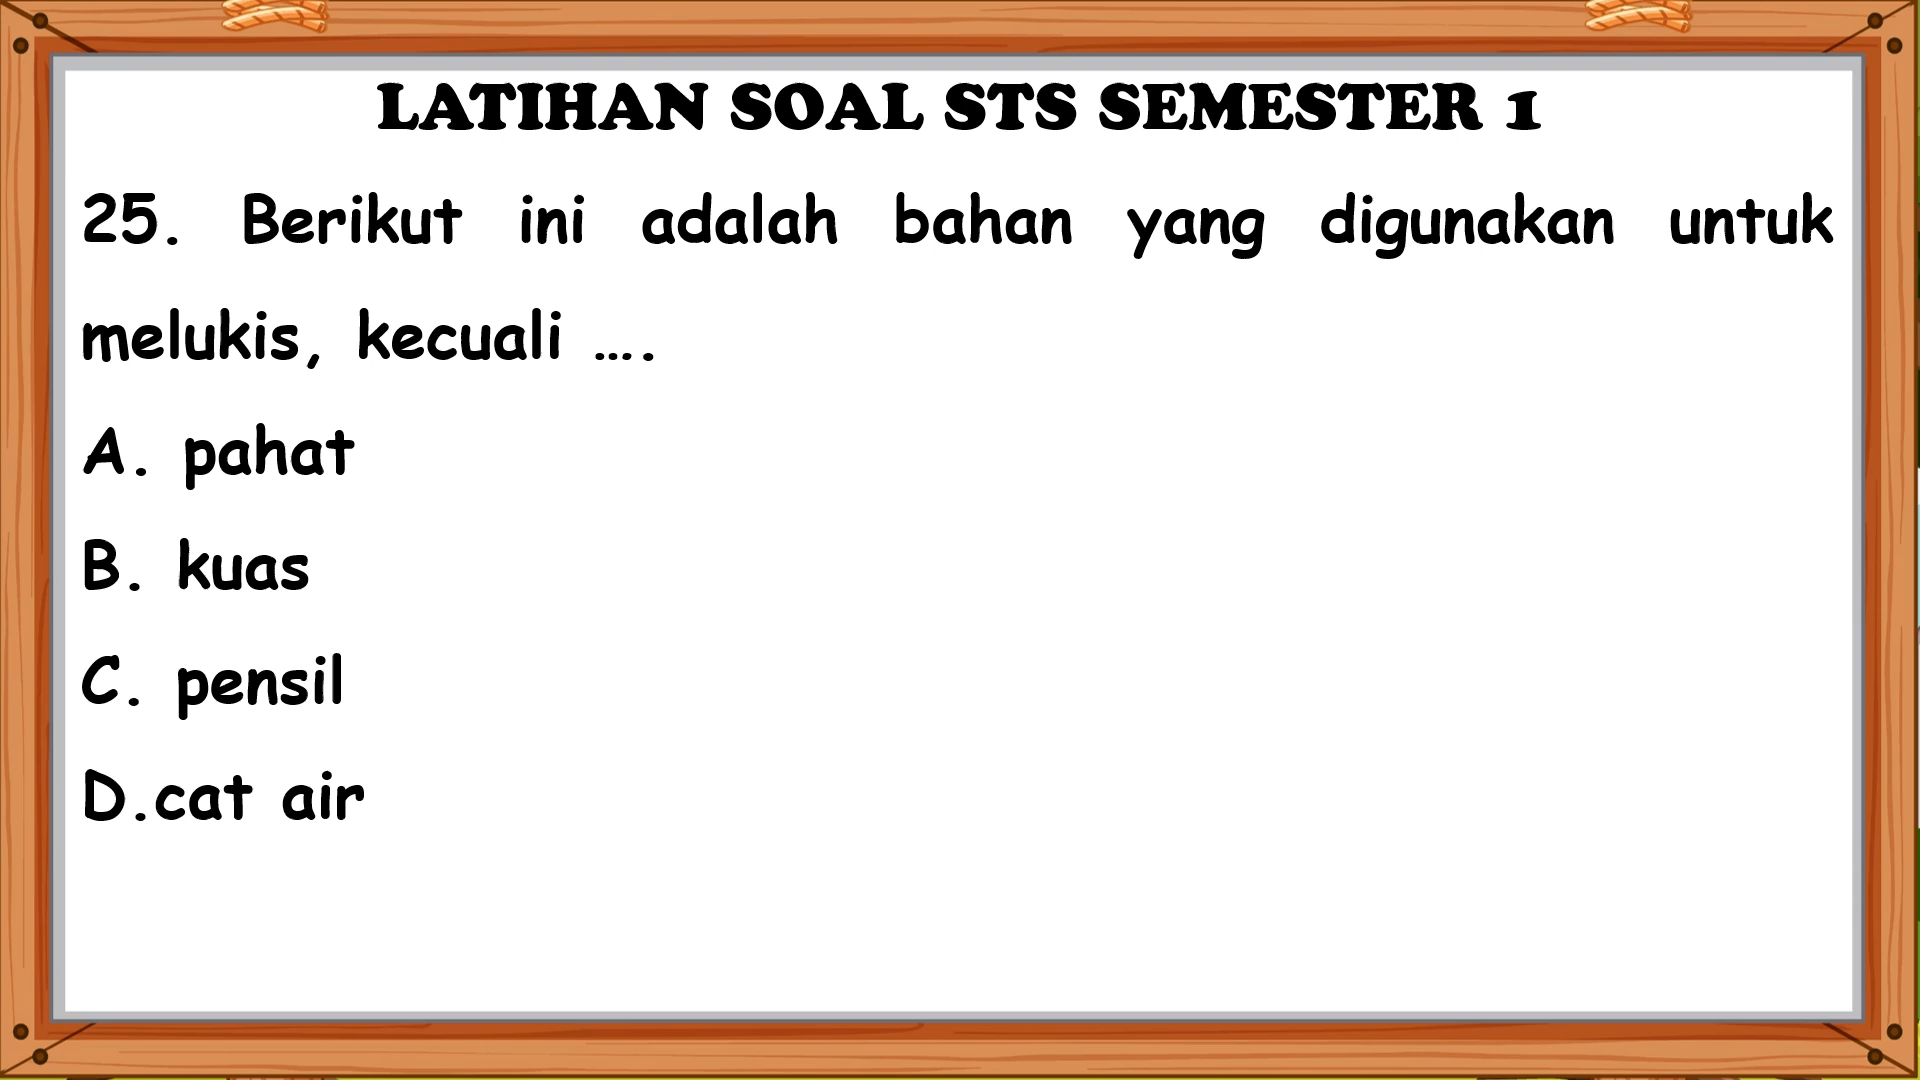 LATIHAN SOAL STS SEMESTER 1
25. Berikut ini adalah bahan yang digunakan untuk
melukis, kecuali ....
A. pahat
B. kuas
C. pensil
D.cat air